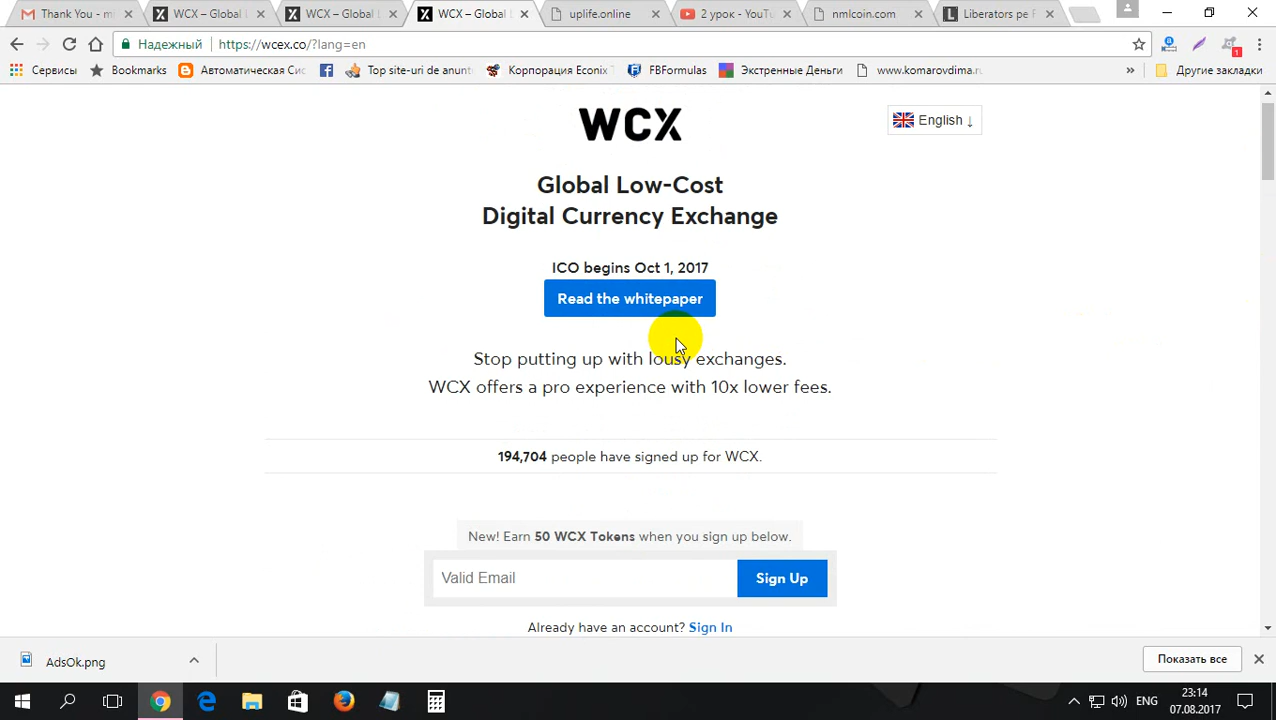 Thank You - mi
WCX – Global
WCX – Global L
WCX – Global L
uplife.online
2 урок - YouTu
nmlcoin.com
Liberators pe F
Надежный
https://wcex.co/?lang=en
Сервисы
Bookmarks
Автоматическая Сис
Top site-uri de anunt
Корпорация Econix T
FBFormulas
Экстренные Деньги
www.komarovdima.ru
»
Другие закладки
WCX
English ↓
Global Low-Cost
Digital Currency Exchange
ICO begins Oct 1, 2017
Read the whitepaper
Stop putting up with lousy exchanges.
WCX offers a pro experience with 10x lower fees.
194,704 people have signed up for WCX.
New! Earn 50 WCX Tokens when you sign up below.
Valid Email
Sign Up
Already have an account? Sign In
AdsOk.png
Показать все
ENG
23:14
07.08.2017